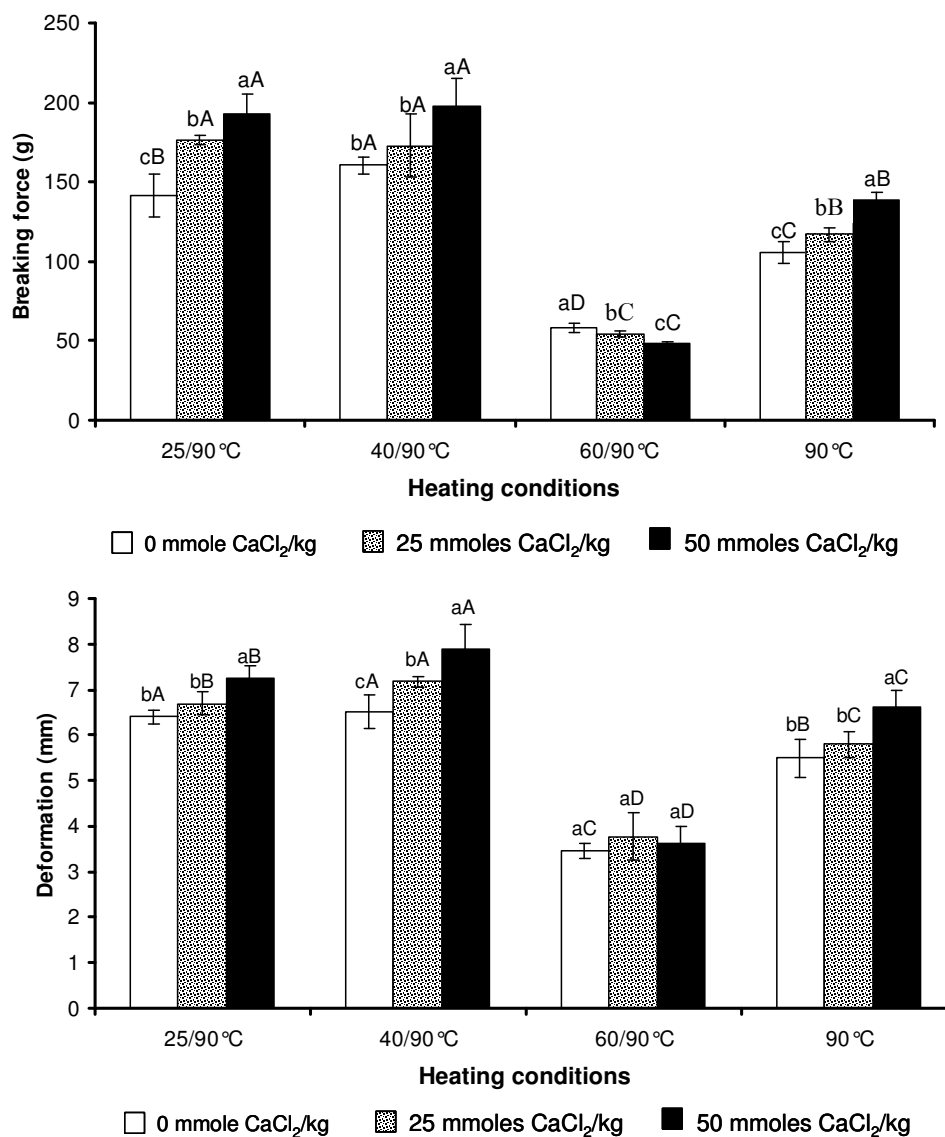 Breaking force (g)
250
200
150
100
50
0
cB bA aA bA bA aA aD bC cC cC bB aB
25/90°C 40/90°C 60/90°C 90°C
Heating conditions
0 mmole CaCl₂/kg 25 mmoles CaCl₂/kg 50 mmoles CaCl₂/kg
Deformation (mm)
9
8
7
6
5
4
3
2
1
0
bA bB aB cA bA aA aC aD aD bB bC aC
25/90°C 40/90°C 60/90°C 90°C
Heating conditions
0 mmole CaCl₂/kg 25 mmoles CaCl₂/kg 50 mmoles CaCl₂/kg